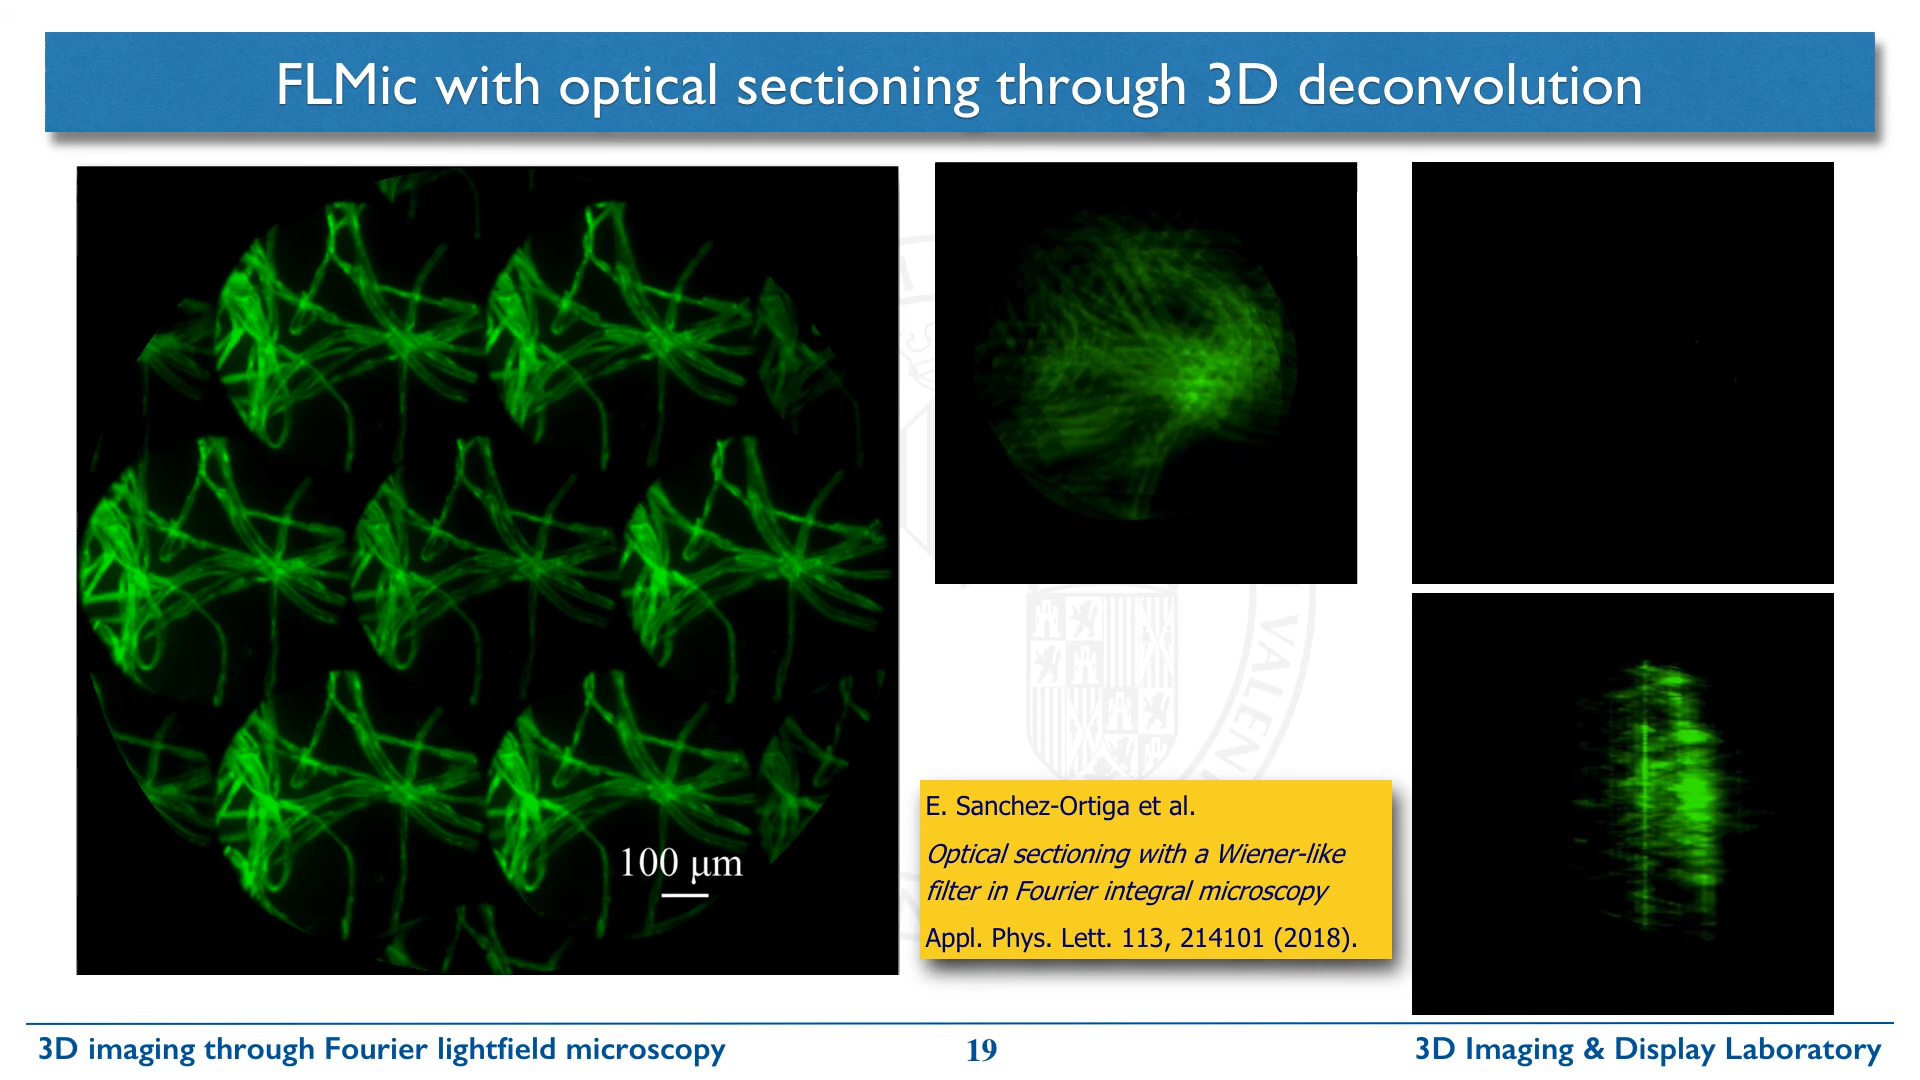 FLMic with optical sectioning through 3D deconvolution
100 μm
E. Sanchez-Ortiga et al.
Optical sectioning with a Wiener-like
filter in Fourier integral microscopy
Appl. Phys. Lett. 113, 214101 (2018).
VALEN
3D imaging through Fourier lightfield microscopy
19
3D Imaging & Display Laboratory